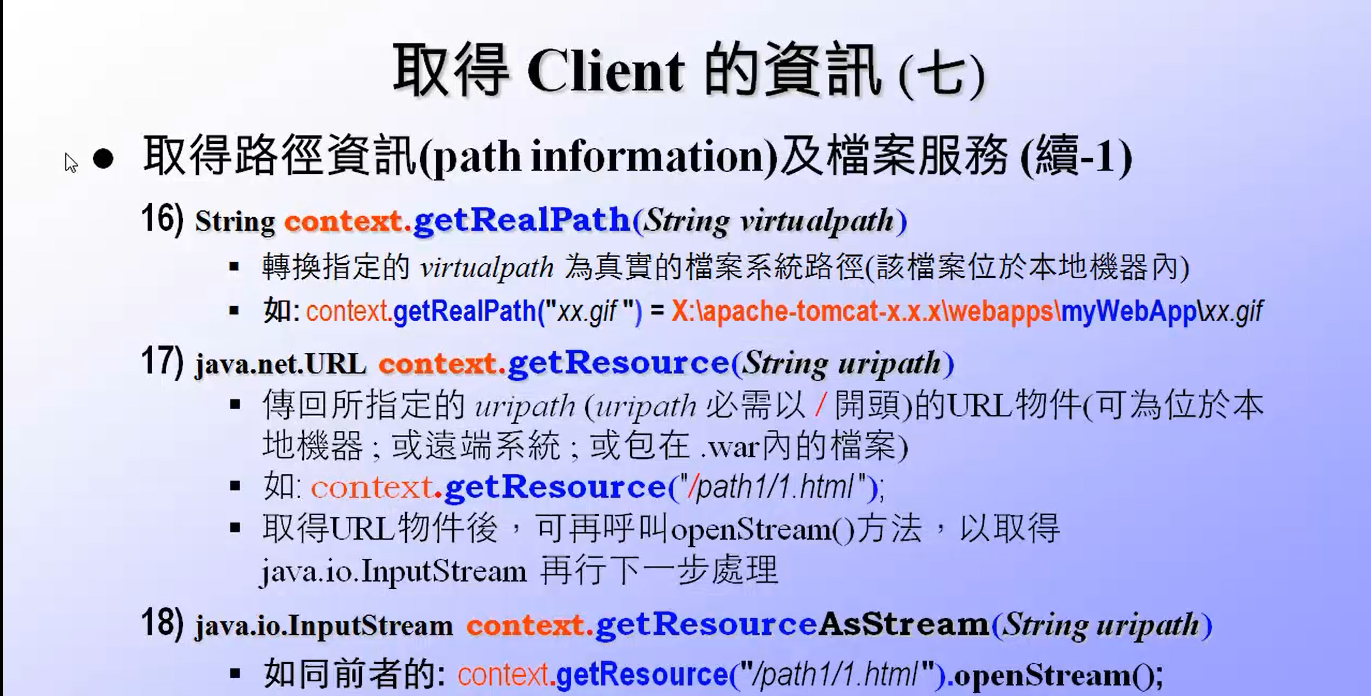 取得 Client 的資訊 (七)
● 取得路徑資訊(path information)及檔案服務 (續-1)
16) String context.getRealPath(String virtualpath)
▪ 轉換指定的 virtualpath 為真實的檔案系統路徑(該檔案位於本地機器內)
▪ 如: context.getRealPath("xx.gif ") = X:\apache-tomcat-x.x.x\webapps\myWebApp\xx.gif
17) java.net.URL context.getResource(String uripath)
▪ 傳回所指定的 uripath (uripath 必需以 / 開頭)的URL物件(可為位於本
地機器 ; 或遠端系統 ; 或包在 .war內的檔案)
▪ 如: context.getResource("/path1/1.html");
▪ 取得URL物件後，可再呼叫openStream()方法，以取得
java.io.InputStream 再行下一步處理
18) java.io.InputStream context.getResourceAsStream(String uripath)
▪ 如同前者的: context.getResource("/path1/1.html").openStream();